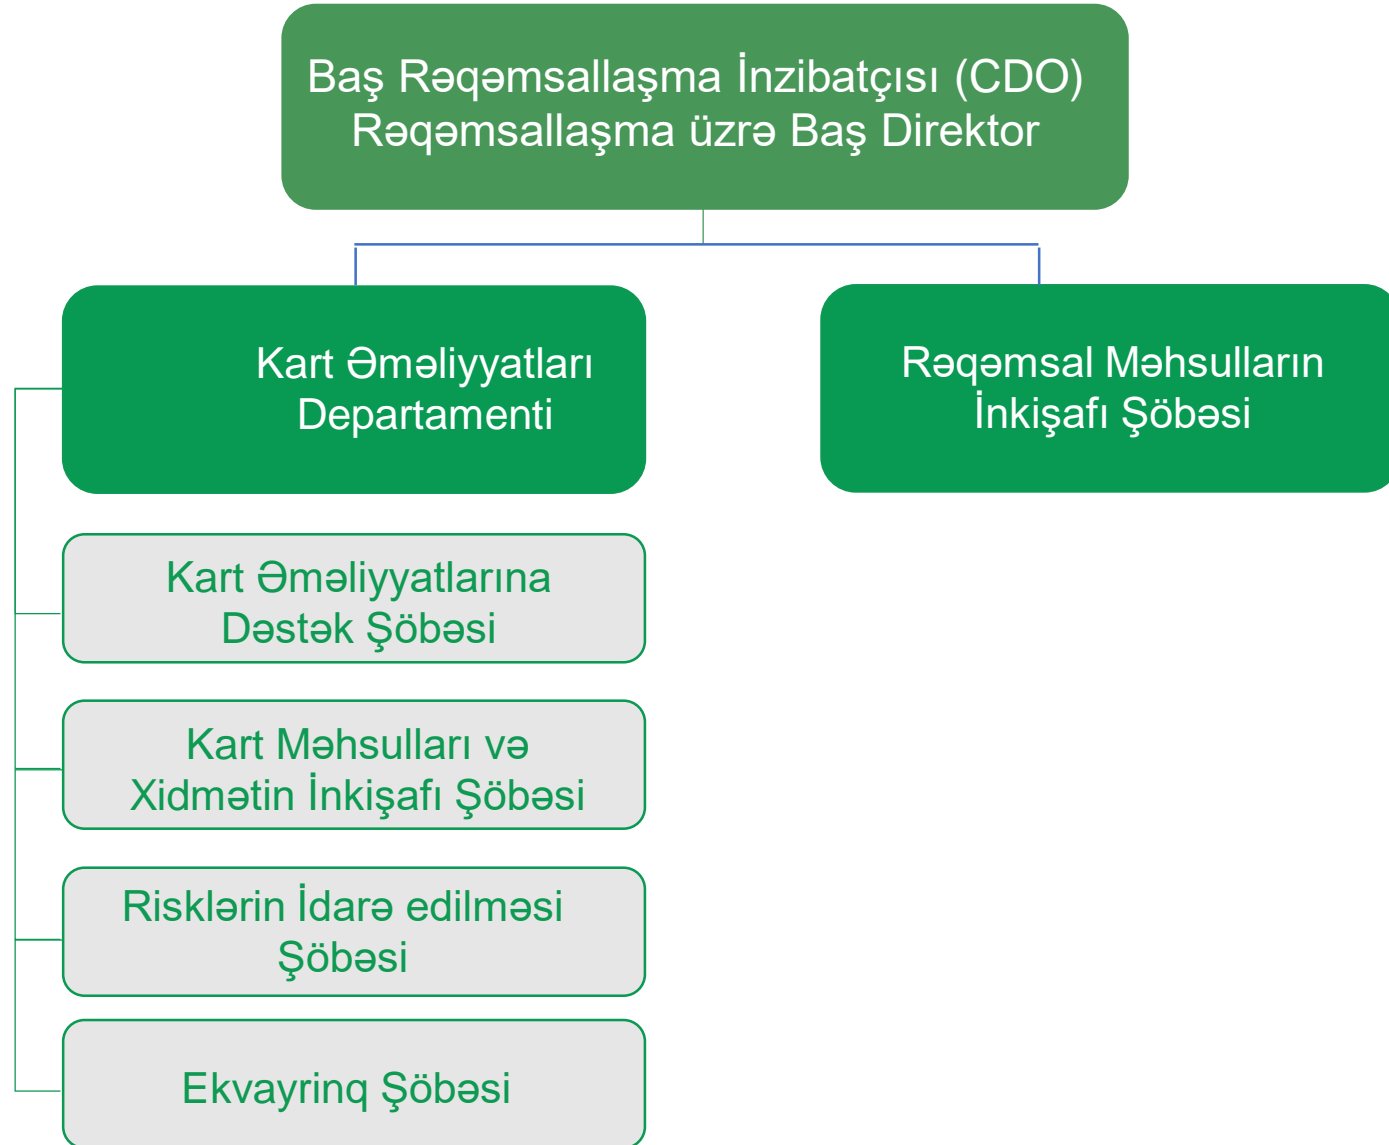 Baş Rəqəmsallaşma İnzibatçısı (CDO)
Rəqəmsallaşma üzrə Baş Direktor
Kart Əməliyyatları
Departamenti
Rəqəmsal Məhsulların
İnkişafı Şöbəsi
Kart Əməliyyatlarına
Dəstək Şöbəsi
Kart Məhsulları və
Xidmətin İnkişafı Şöbəsi
Risklərin İdarə edilməsi
Şöbəsi
Ekvayrinq Şöbəsi